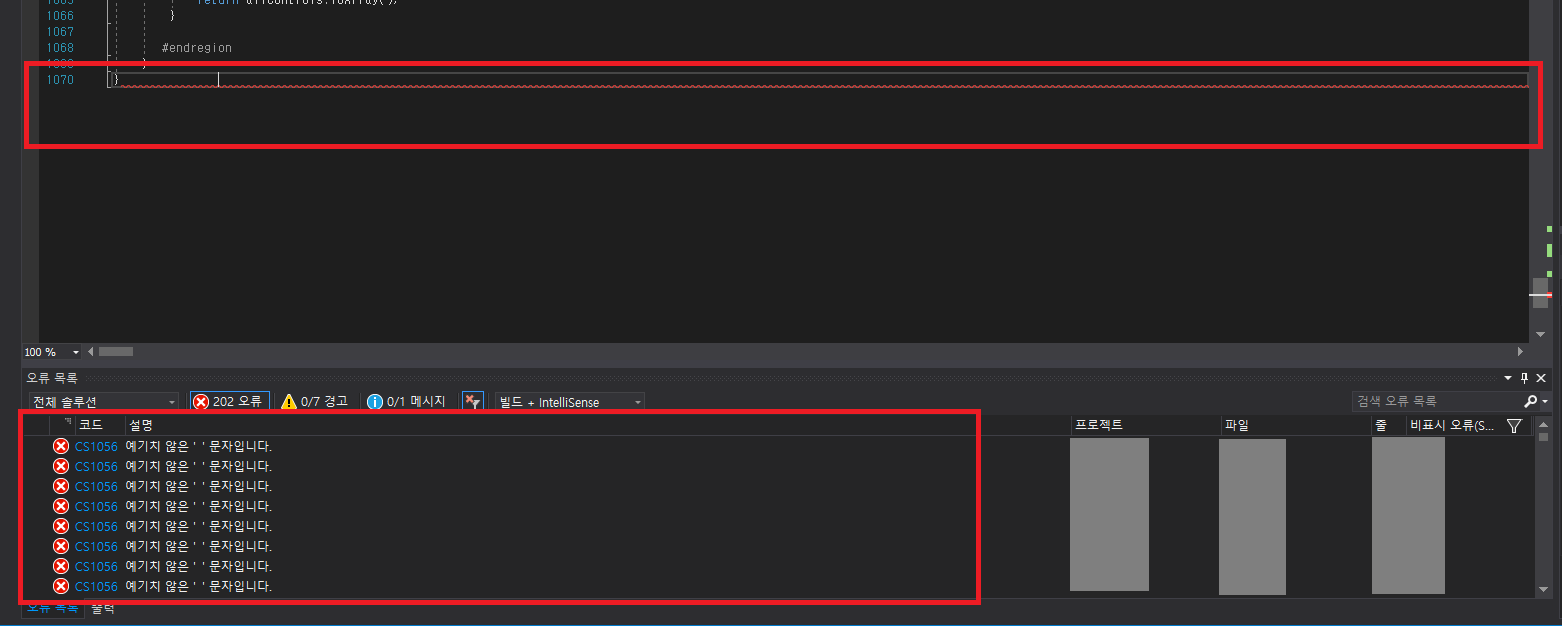 1065 return allControls.ToArray();
1066 }
1067
1068 #endregion
1069 }
1070 }
100 %
오류 목록
전체 솔루션 202 오류 0/7 경고 0/1 메시지 빌드 + IntelliSense 검색 오류 목록
코드 설명 프로젝트 파일 줄 비표시 오류(S...
CS1056 예기치 않은 ' ' 문자입니다.
CS1056 예기치 않은 ' ' 문자입니다.
CS1056 예기치 않은 ' ' 문자입니다.
CS1056 예기치 않은 ' ' 문자입니다.
CS1056 예기치 않은 ' ' 문자입니다.
CS1056 예기치 않은 ' ' 문자입니다.
CS1056 예기치 않은 ' ' 문자입니다.
CS1056 예기치 않은 ' ' 문자입니다.
오류 목록 출력